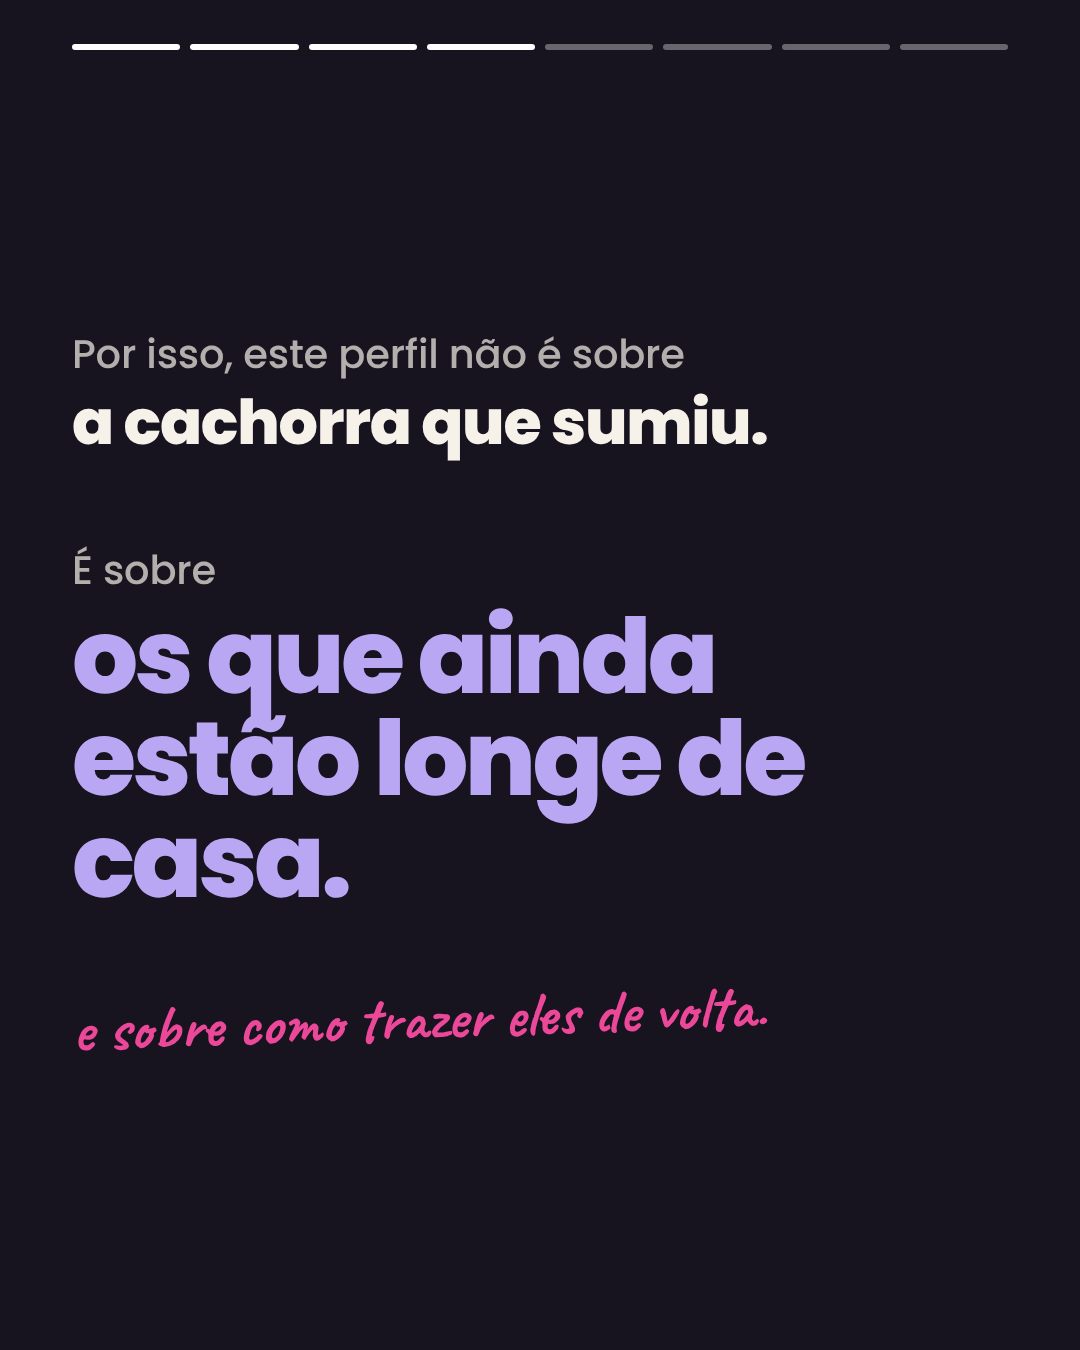 Por isso, este perfil não é sobre
a cachorra que sumiu.
É sobre
os que ainda
estão longe de
casa.
e sobre como trazer eles de volta.